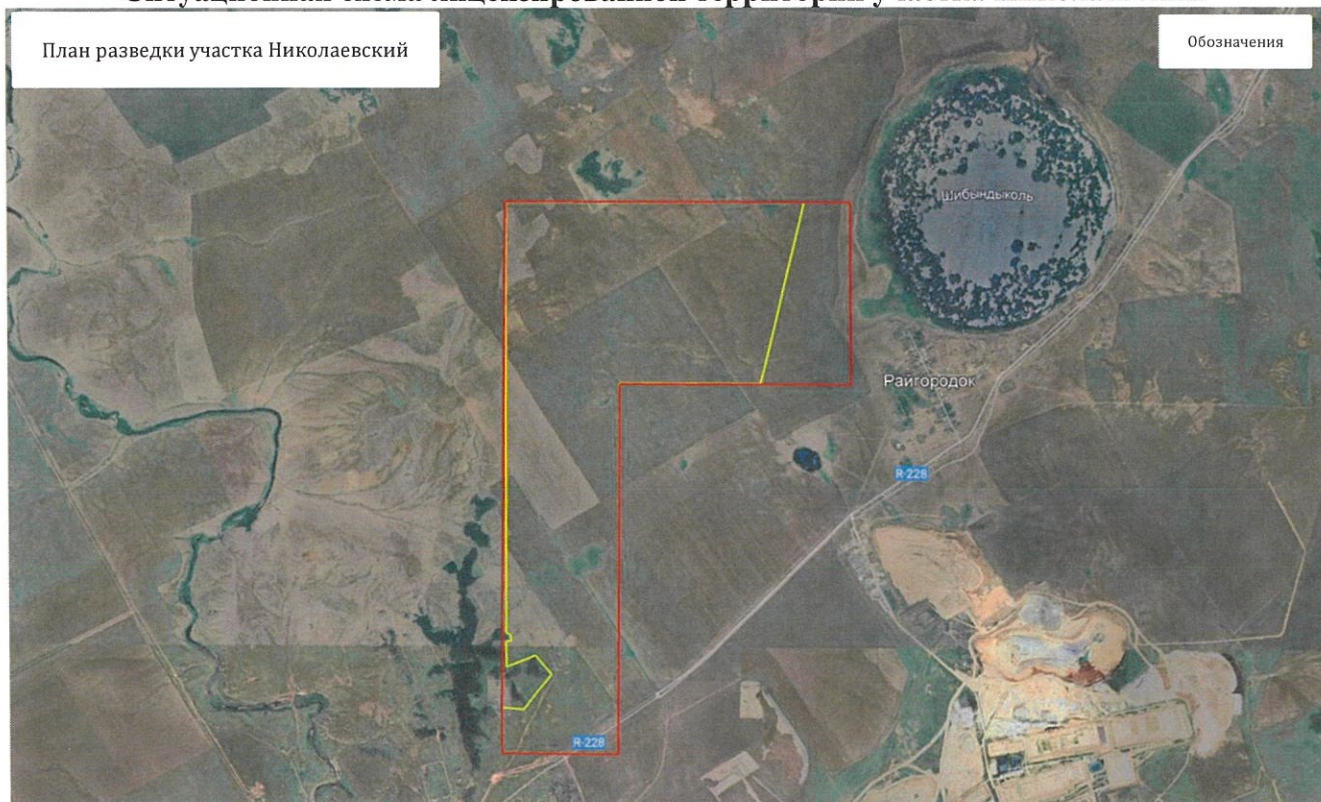 План разведки участка Николаевский
Обозначения
Шибындыколь
Райгородок
R-228
R-228